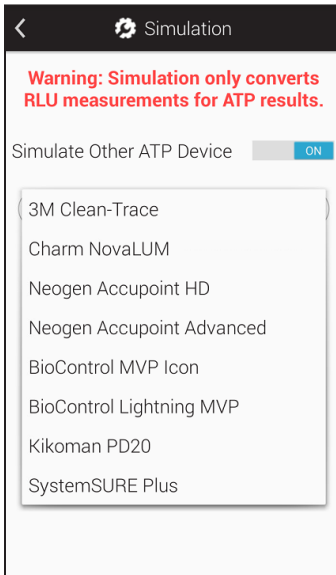 Simulation
Warning: Simulation only converts
RLU measurements for ATP results.
Simulate Other ATP Device
ON
3M Clean-Trace
Charm NovaLUM
Neogen Accupoint HD
Neogen Accupoint Advanced
BioControl MVP Icon
BioControl Lightning MVP
Kikoman PD20
SystemSURE Plus